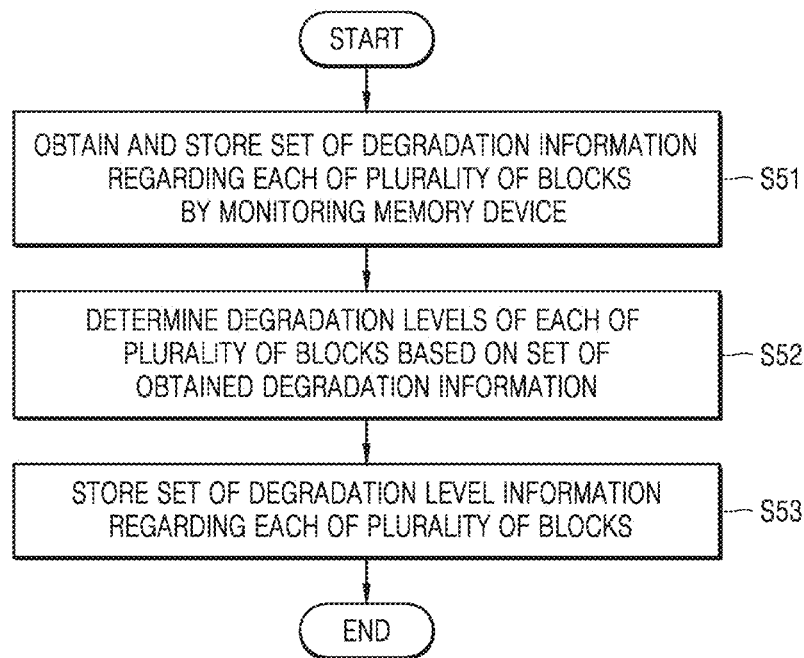 START
OBTAIN AND STORE SET OF DEGRADATION INFORMATION
REGARDING EACH OF PLURALITY OF BLOCKS
BY MONITORING MEMORY DEVICE
S51
DETERMINE DEGRADATION LEVELS OF EACH OF
PLURALITY OF BLOCKS BASED ON SET OF
OBTAINED DEGRADATION INFORMATION
S52
STORE SET OF DEGRADATION LEVEL INFORMATION
REGARDING EACH OF PLURALITY OF BLOCKS
S53
END